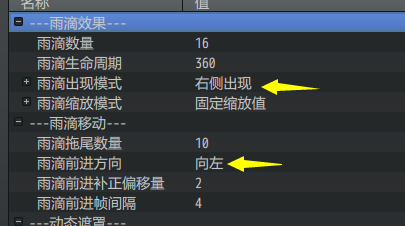 名称 值
---雨滴效果---
雨滴数量 16
雨滴生命周期 360
雨滴出现模式 右侧出现
雨滴缩放模式 固定缩放值
---雨滴移动---
雨滴拖尾数量 10
雨滴前进方向 向左
雨滴前进补正偏移量 2
雨滴前进帧间隔 4
---动态遮罩---